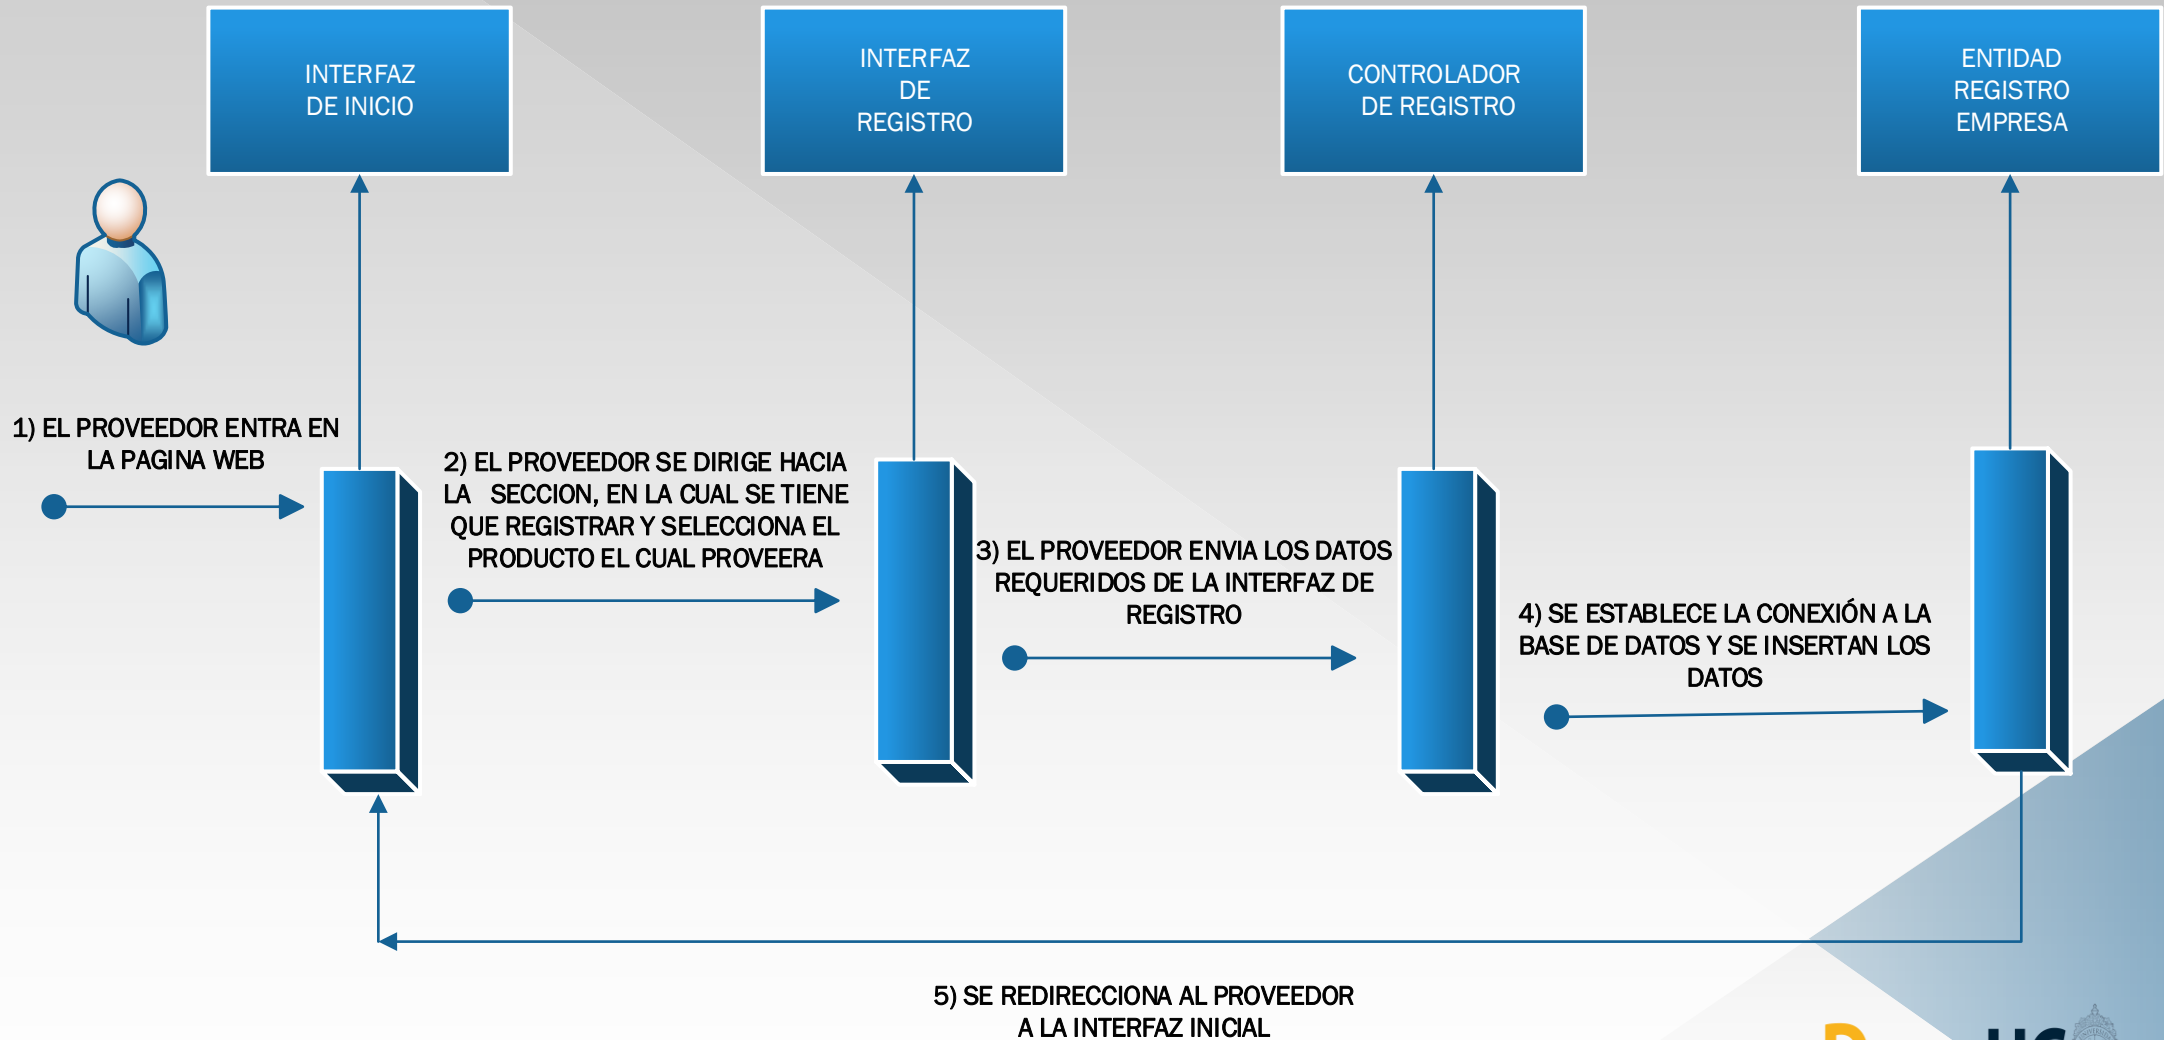 INTERFAZ
DE INICIO
INTERFAZ
DE
REGISTRO
CONTROLADOR
DE REGISTRO
ENTIDAD
REGISTRO
EMPRESA
1) EL PROVEEDOR ENTRA EN
LA PAGINA WEB
2) EL PROVEEDOR SE DIRIGE HACIA
LA SECCION, EN LA CUAL SE TIENE
QUE REGISTRAR Y SELECCIONA EL
PRODUCTO EL CUAL PROVEERA
3) EL PROVEEDOR ENVIA LOS DATOS
REQUERIDOS DE LA INTERFAZ DE
REGISTRO
4) SE ESTABLECE LA CONEXIÓN A LA
BASE DE DATOS Y SE INSERTAN LOS
DATOS
5) SE REDIRECCIONA AL PROVEEDOR
A LA INTERFAZ INICIAL